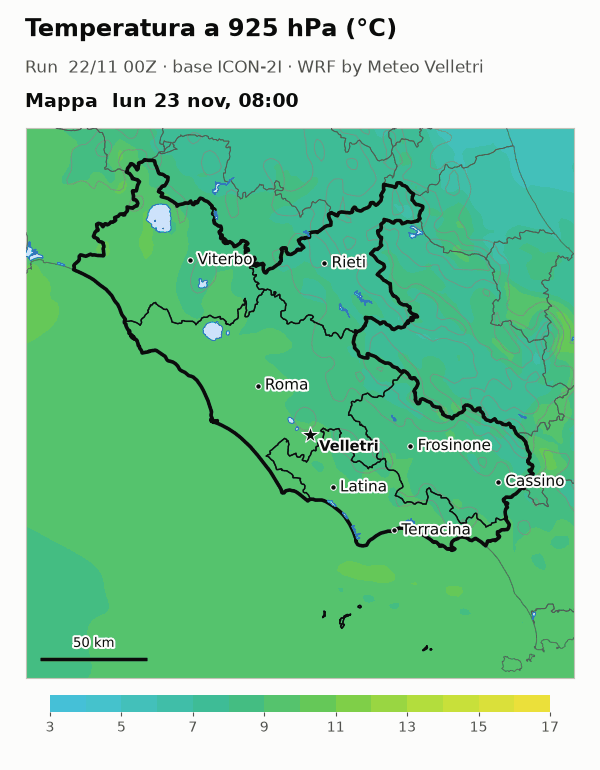 Temperatura a 925 hPa (°C)
Run  22/11 00Z · base ICON-2I · WRF by Meteo Velletri
Mappa  lun 23 nov, 08:00
Viterbo
Rieti
Roma
Velletri
Frosinone
Latina
Cassino
Terracina
50 km
3 5 7 9 11 13 15 17